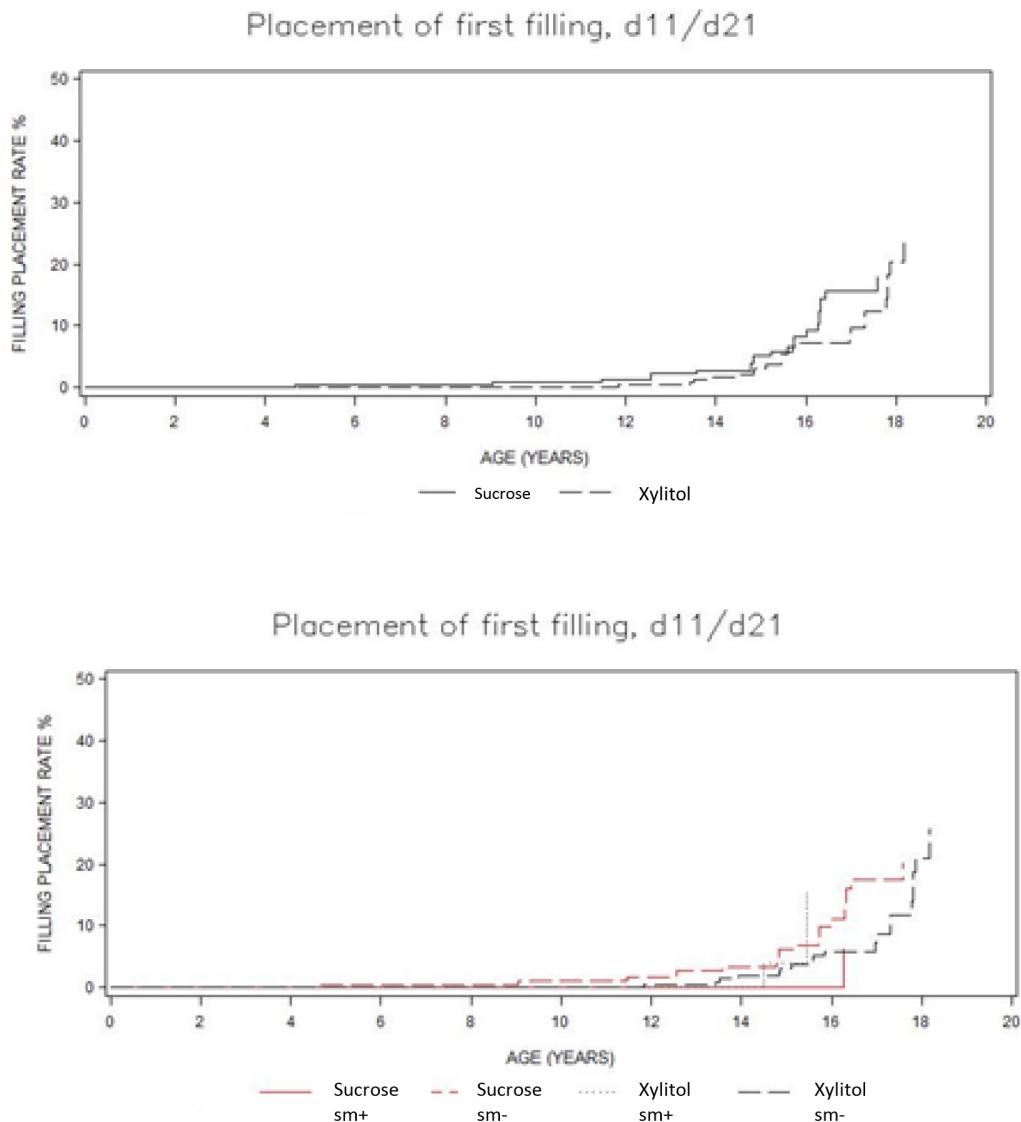 Placement of first filling, d11/d21
FILLING PLACEMENT RATE %
50
40
30
20
10
0
0 2 4 6 8 10 12 14 16 18 20
AGE (YEARS)
Sucrose Xylitol
Placement of first filling, d11/d21
FILLING PLACEMENT RATE %
50
40
30
20
10
0
0 2 4 6 8 10 12 14 16 18 20
AGE (YEARS)
Sucrose Sucrose Xylitol Xylitol
sm+ sm- sm+ sm-